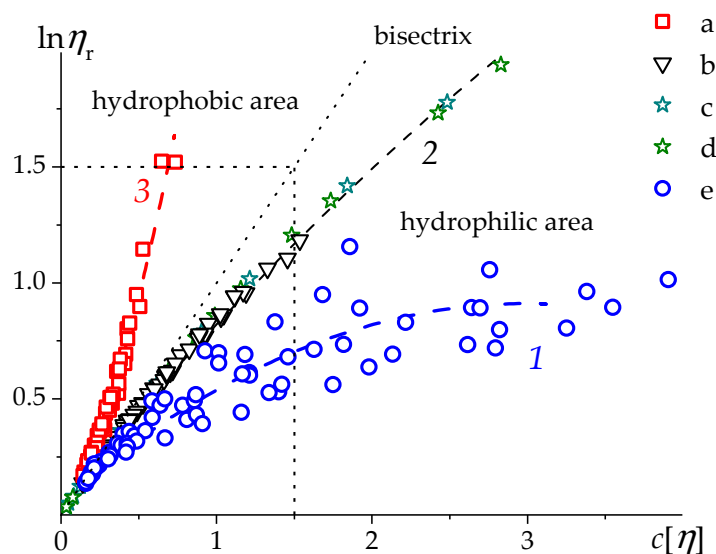 ln ηr
bisectrix
a
hydrophobic area
b
c
2
d
1.5
3
e
hydrophilic area
1.0
1
0.5
0
1
2
3
c[η]